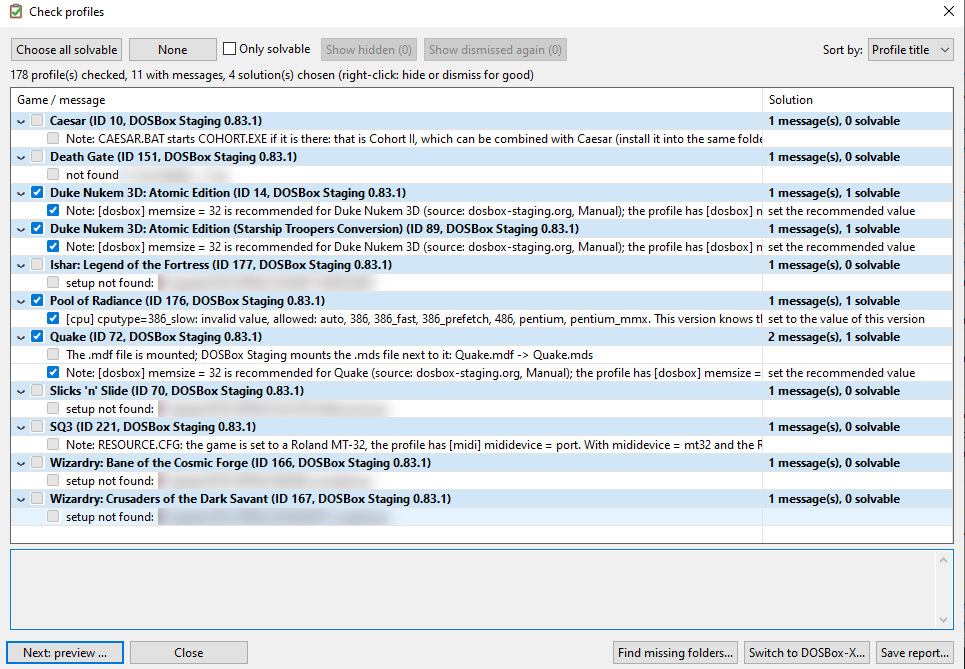 Check profiles
Choose all solvable None Only solvable Show hidden (0) Show dismissed again (0) Sort by: Profile title
178 profile(s) checked, 11 with messages, 4 solution(s) chosen (right-click: hide or dismiss for good)
Game / message Solution
Caesar (ID 10, DOSBox Staging 0.83.1) 1 message(s), 0 solvable
Note: CAESAR.BAT starts COHORT.EXE if it is there: that is Cohort II, which can be combined with Caesar (install it into the same folde
Death Gate (ID 151, DOSBox Staging 0.83.1) 1 message(s), 0 solvable
not found
Duke Nukem 3D: Atomic Edition (ID 14, DOSBox Staging 0.83.1) 1 message(s), 1 solvable
Note: [dosbox] memsize = 32 is recommended for Duke Nukem 3D (source: dosbox-staging.org, Manual); the profile has [dosbox] m set the recommended value
Duke Nukem 3D: Atomic Edition (Starship Troopers Conversion) (ID 89, DOSBox Staging 0.83.1) 1 message(s), 1 solvable
Note: [dosbox] memsize = 32 is recommended for Duke Nukem 3D (source: dosbox-staging.org, Manual); the profile has [dosbox] m set the recommended value
Ishar: Legend of the Fortress (ID 177, DOSBox Staging 0.83.1) 1 message(s), 0 solvable
setup not found:
Pool of Radiance (ID 176, DOSBox Staging 0.83.1) 1 message(s), 1 solvable
[cpu] cputype=386_slow: invalid value, allowed: auto, 386, 386_fast, 386_prefetch, 486, pentium, pentium_mmx. This version knows th set to the value of this version
Quake (ID 72, DOSBox Staging 0.83.1) 2 message(s), 1 solvable
The .mdf file is mounted; DOSBox Staging mounts the .mds file next to it: Quake.mdf -> Quake.mds
Note: [dosbox] memsize = 32 is recommended for Quake (source: dosbox-staging.org, Manual); the profile has [dosbox] memsize = set the recommended value
Slicks 'n' Slide (ID 70, DOSBox Staging 0.83.1) 1 message(s), 0 solvable
setup not found:
SQ3 (ID 221, DOSBox Staging 0.83.1) 1 message(s), 0 solvable
Note: RESOURCE.CFG: the game is set to a Roland MT-32, the profile has [midi] mididevice = port. With mididevice = mt32 and the R
Wizardry: Bane of the Cosmic Forge (ID 166, DOSBox Staging 0.83.1) 1 message(s), 0 solvable
setup not found:
Wizardry: Crusaders of the Dark Savant (ID 167, DOSBox Staging 0.83.1) 1 message(s), 0 solvable
setup not found:
Next: preview ... Close Find missing folders... Switch to DOSBox-X... Save report...